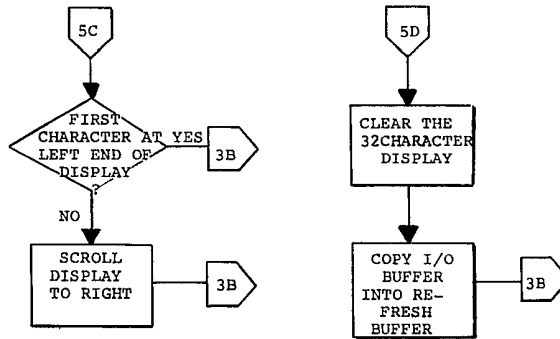 5C
FIRST
CHARACTER AT YES
LEFT END OF
DISPLAY
?
3B
NO
SCROLL
DISPLAY
TO RIGHT
3B
5D
CLEAR THE
32CHARACTER
DISPLAY
COPY I/O
BUFFER
INTO RE-
FRESH
BUFFER
3B